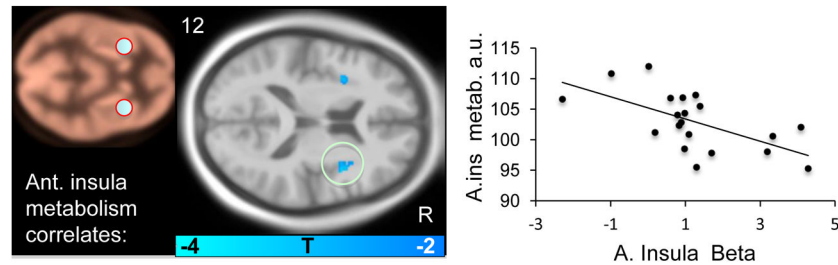 12
Ant. insula
metabolism
correlates:
R
-4 T -2
A.ins metab. a.u.
115
110
105
100
95
90
-3 -1 1 3 5
A. Insula Beta